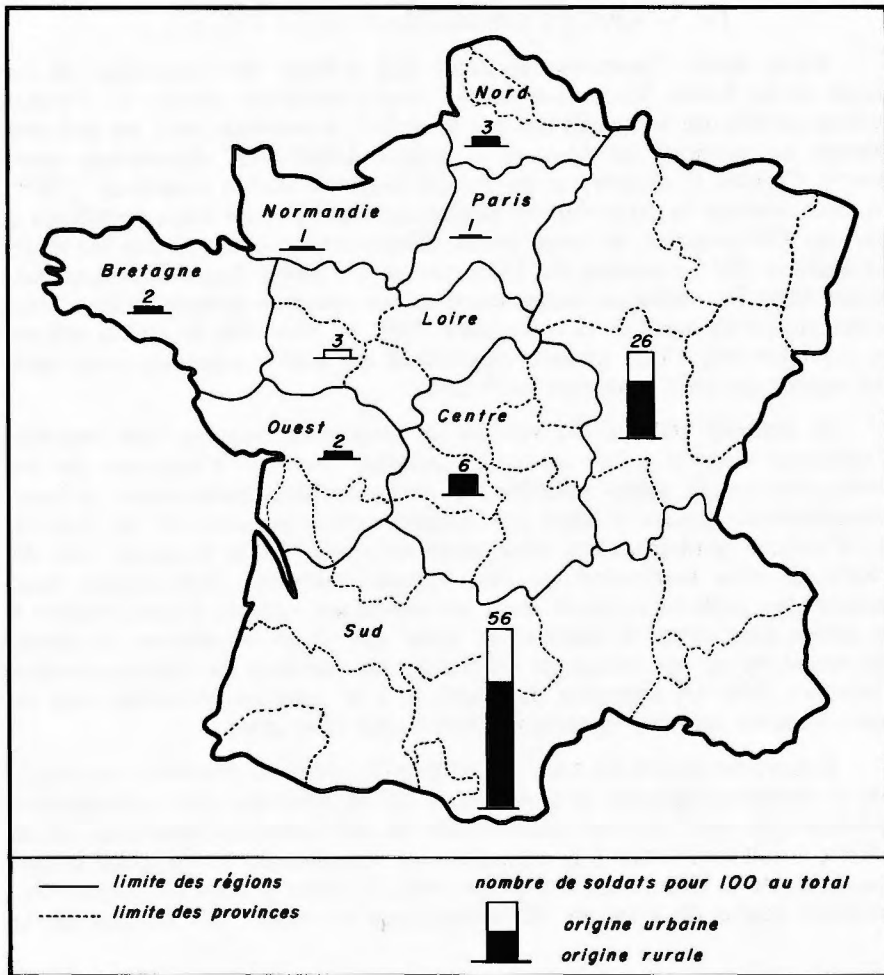 Nord
3
Normandie
1
Paris
1
Bretagne
2
Loire
3
26
Ouest
2
Centre
6
56
Sud
limite des régions
limite des provinces
nombre de soldats pour 100 au total
origine urbaine
origine rurale